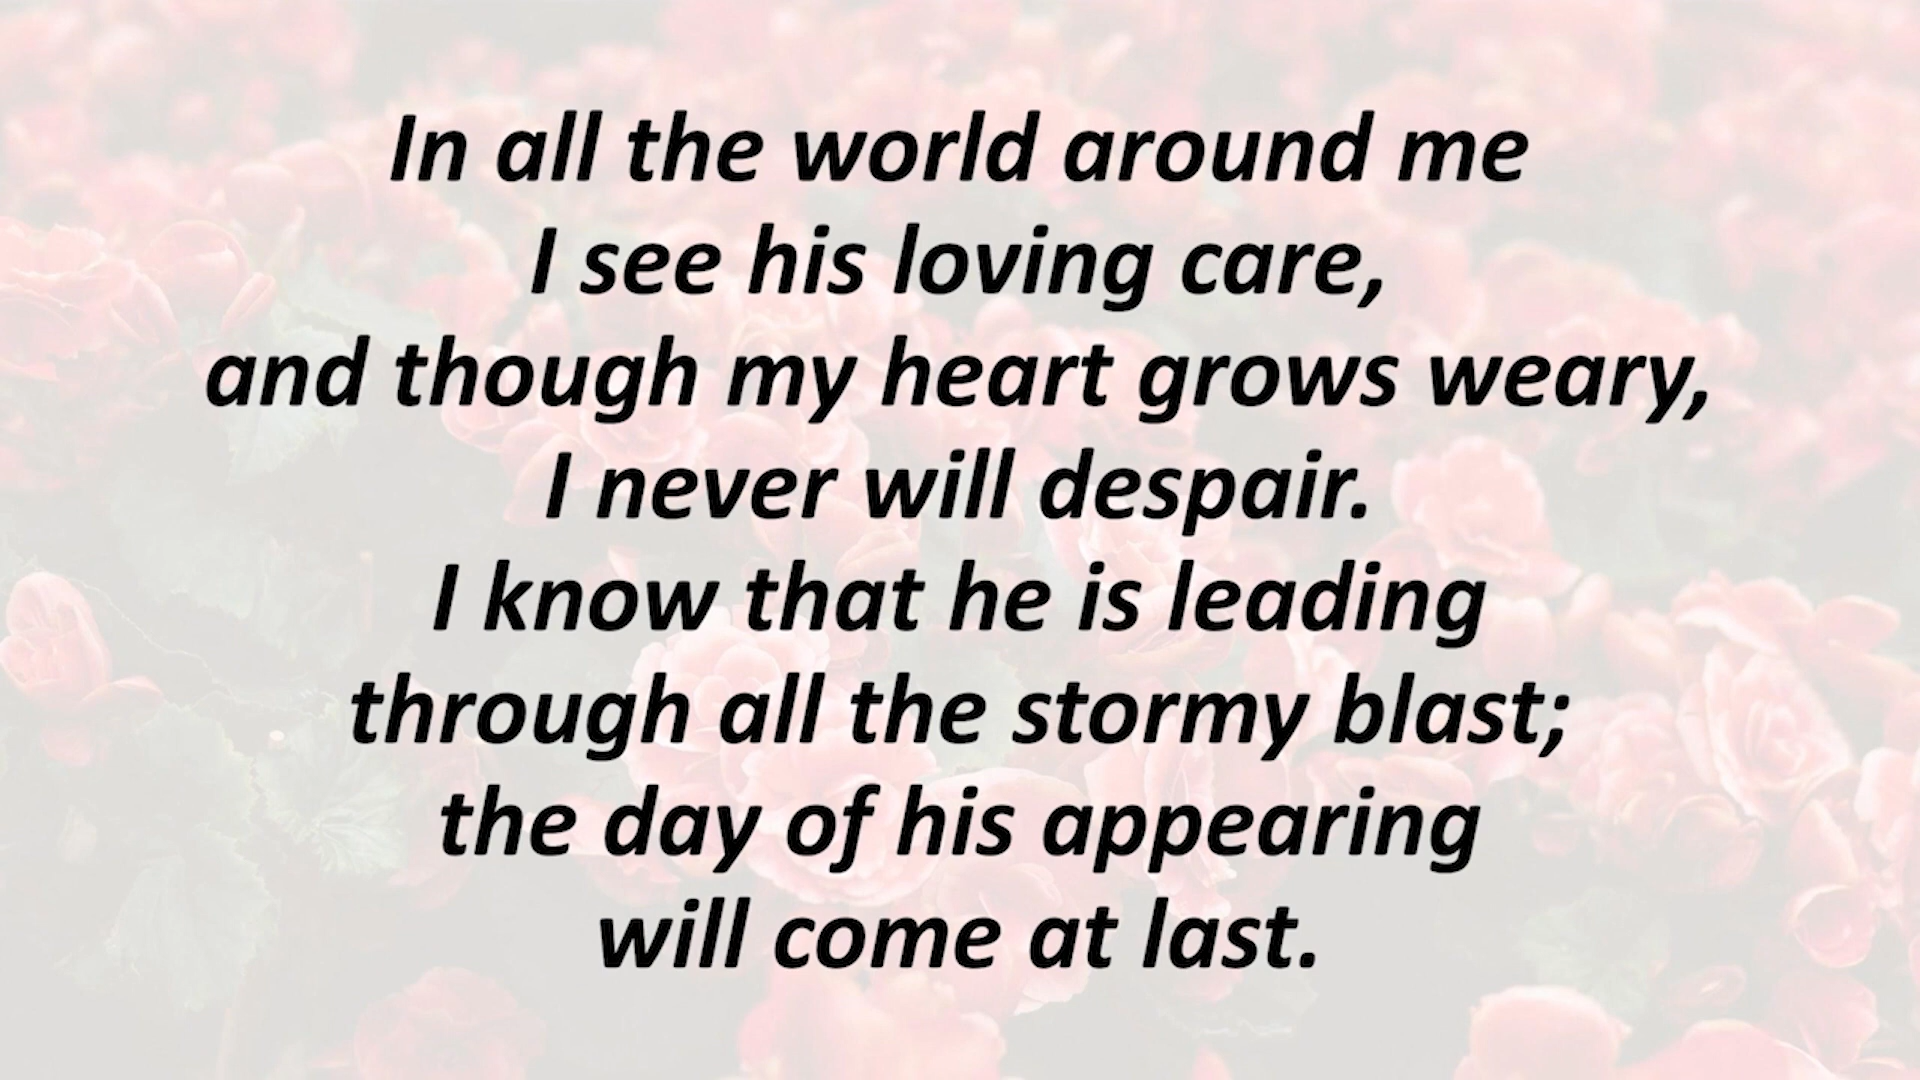 In all the world around me
I see his loving care,
and though my heart grows weary,
I never will despair.
I know that he is leading
through all the stormy blast;
the day of his appearing
will come at last.